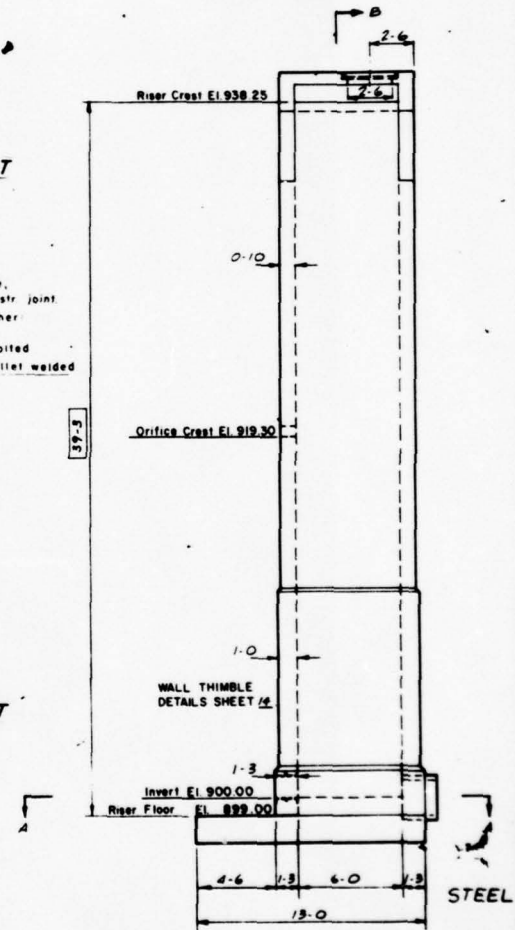 B
2-6
2-6
Riser Crest El. 938.25
T
0-10
str. joint.
her
olted
llet welded
39-3
Orifice Crest El. 919.30
1-0
WALL THIMBLE
DETAILS SHEET 14
T
1-3
Invert El. 900.00
Riser Floor El. 899.00
A
4-6 1-3 6-0 1-3
STEEL
13-0